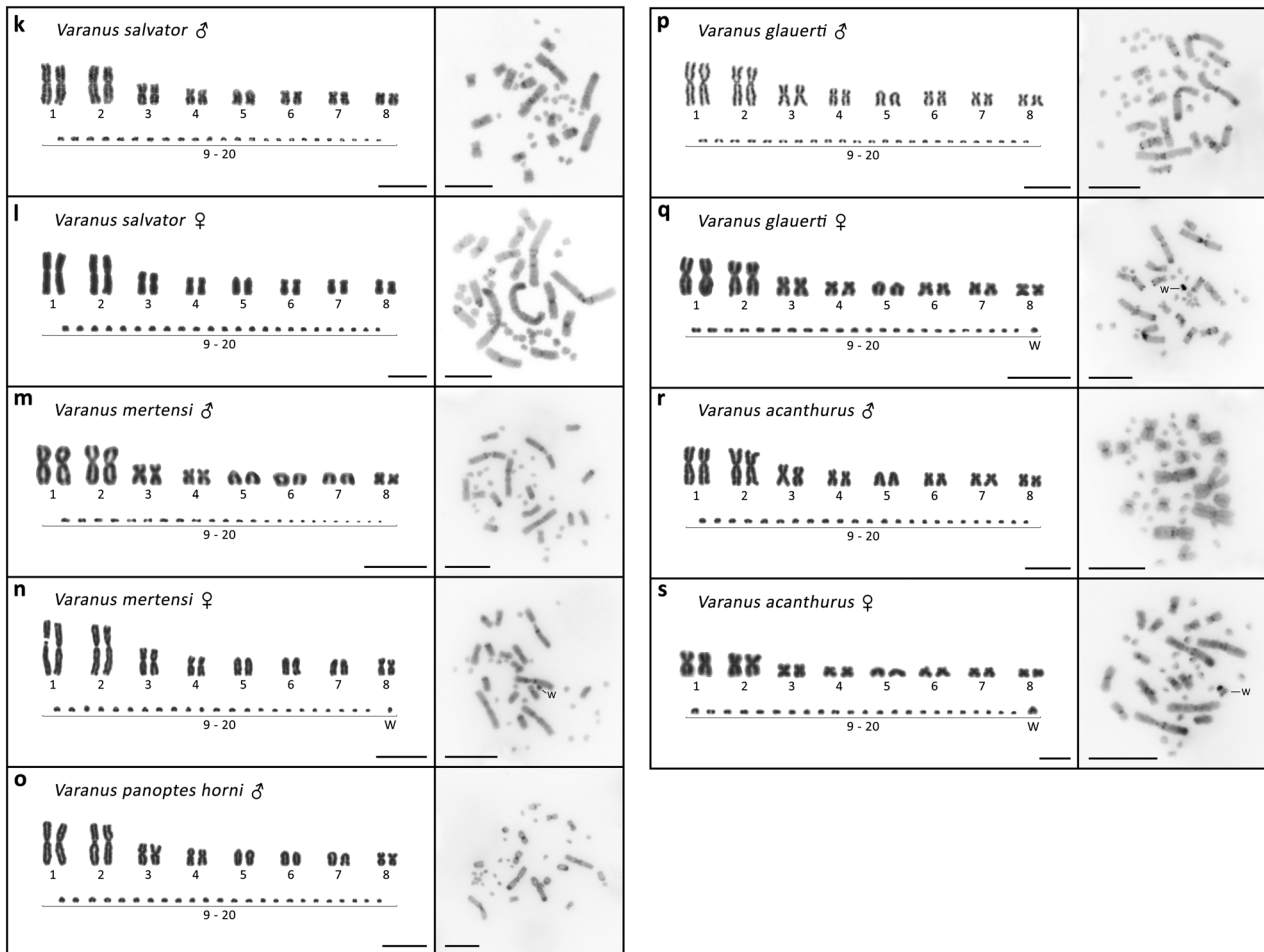 k Varanus salvator ♂
1 2 3 4 5 6 7 8
9 - 20
l Varanus salvator ♀
1 2 3 4 5 6 7 8
9 - 20
m Varanus mertensi ♂
1 2 3 4 5 6 7 8
9 - 20
n Varanus mertensi ♀
1 2 3 4 5 6 7 8
9 - 20 W
W
o Varanus panoptes horni ♂
1 2 3 4 5 6 7 8
9 - 20
p Varanus glauerti ♂
1 2 3 4 5 6 7 8
9 - 20
q Varanus glauerti ♀
W
1 2 3 4 5 6 7 8
9 - 20 W
r Varanus acanthurus ♂
1 2 3 4 5 6 7 8
9 - 20
s Varanus acanthurus ♀
1 2 3 4 5 6 7 8
W
9 - 20 W